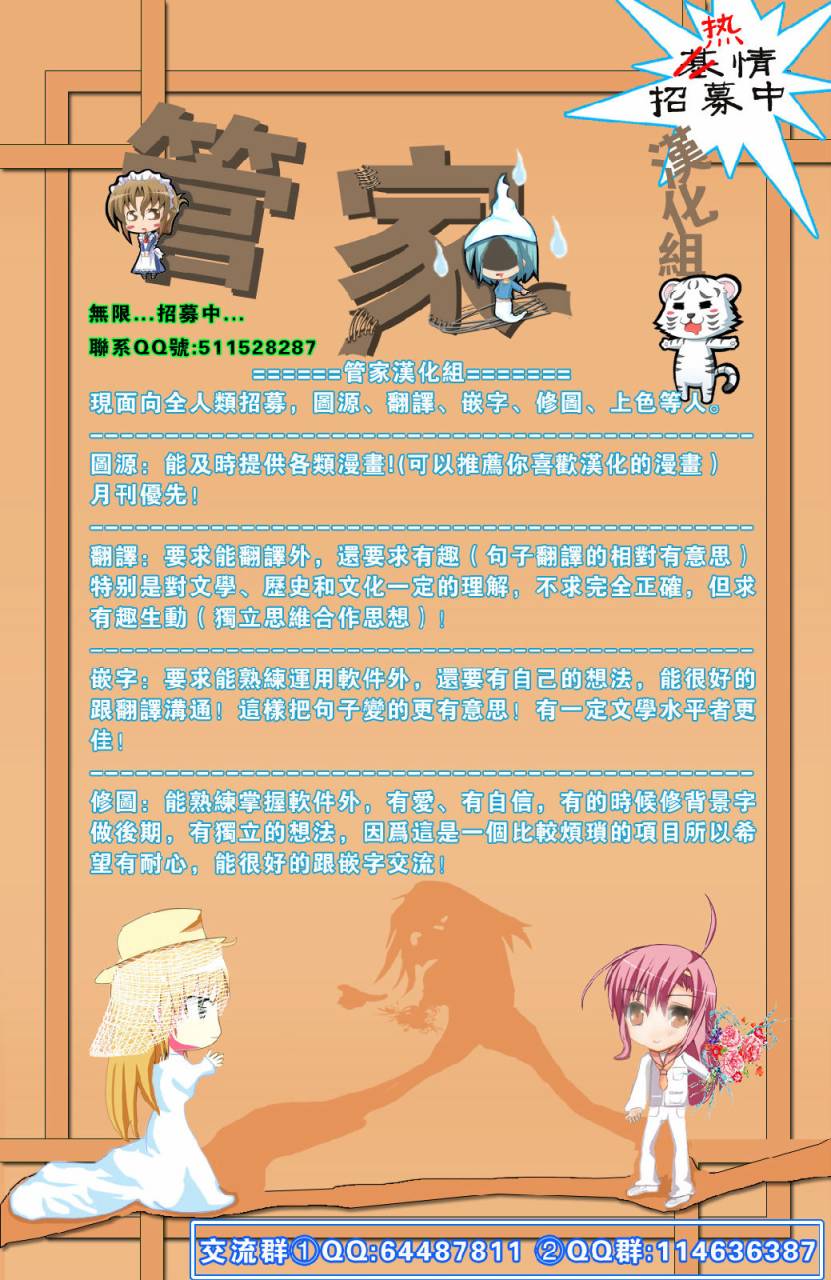 热
基情
招募中
管家
漢化組
無限...招募中...
聯系QQ號:511528287
======管家漢化組=======
現面向全人類招募，圖源、翻譯、嵌字、修圖、上色等人。
圖源：能及時提供各類漫畫!(可以推薦你喜歡漢化的漫畫）
月刊優先！
翻譯：要求能翻譯外，還要求有趣（句子翻譯的相對有意思）
特别是對文學、歷史和文化一定的理解，不求完全正確，但求
有趣生動（獨立思維合作思想）！
嵌字：要求能熟練運用軟件外，還要有自己的想法，能很好的
跟翻譯溝通！這樣把句子變的更有意思！有一定文學水平者更
佳！
修圖：能熟練掌握軟件外，有愛、有自信，有的時候修背景字
做後期，有獨立的想法，因爲這是一個比較煩瑣的項目所以希
望有耐心，能很好的跟嵌字交流！
交流群①QQ:64487811 ②QQ群:114636387